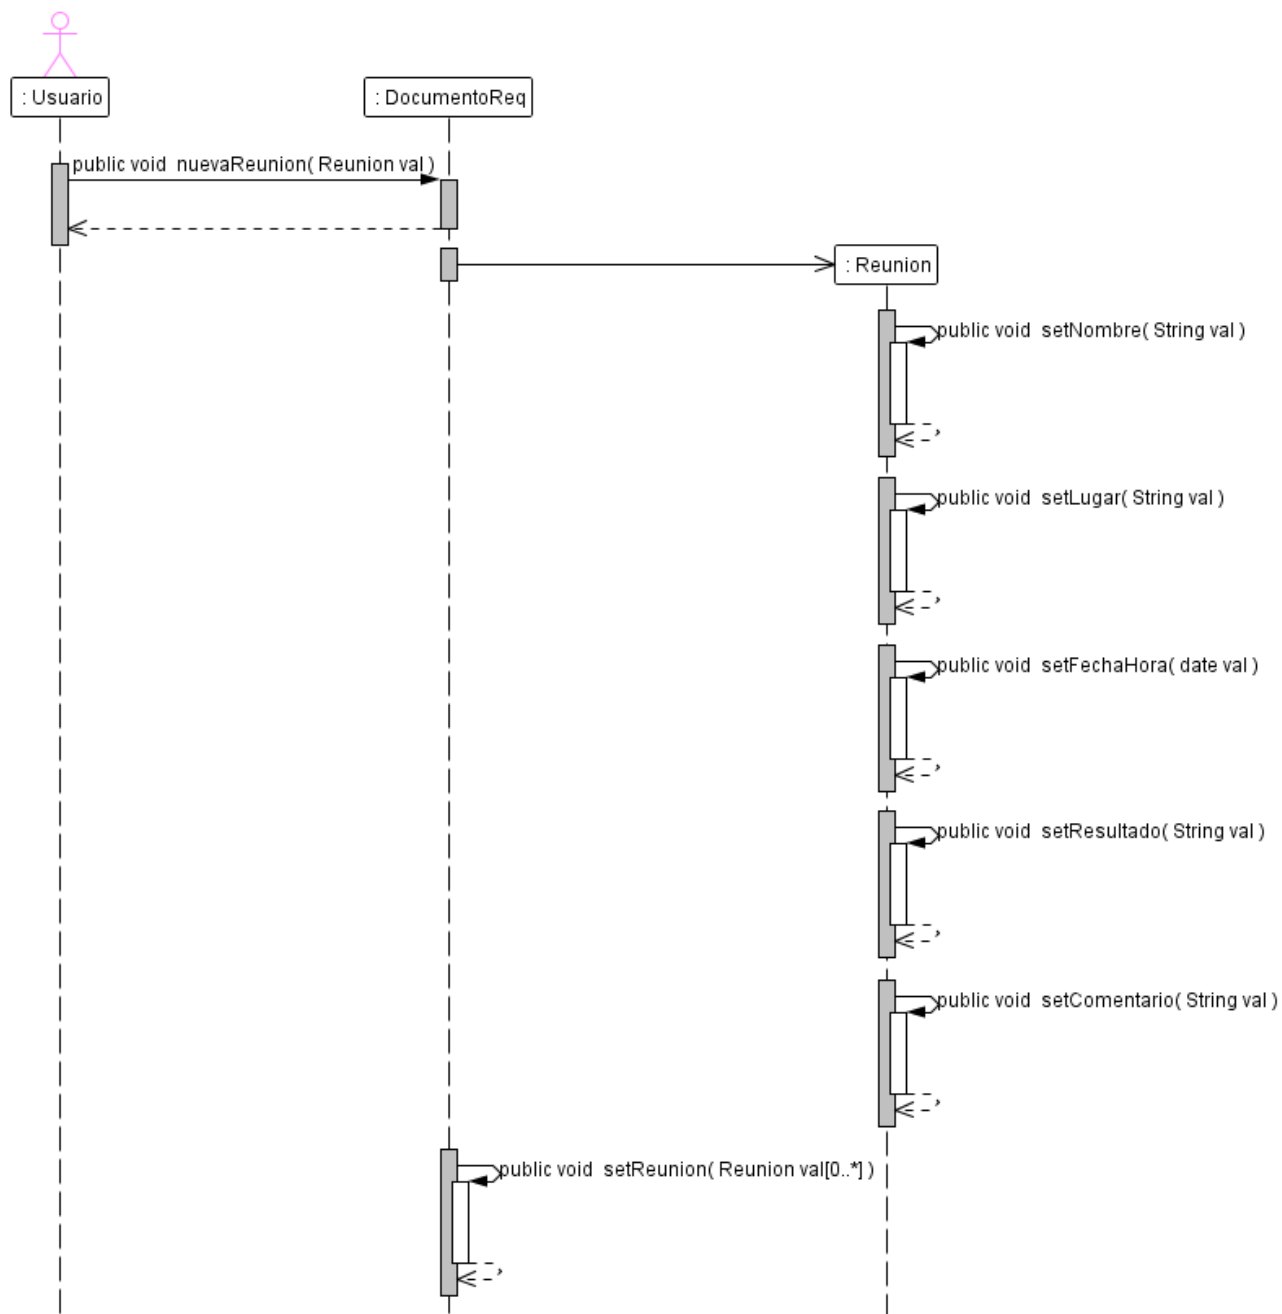 : Usuario
: DocumentoReq
public void nuevaReunion( Reunion val )
: Reunion
public void setNombre( String val )
public void setLugar( String val )
public void setFechaHora( date val )
public void setResultado( String val )
public void setComentario( String val )
public void setReunion( Reunion val[0..*] )